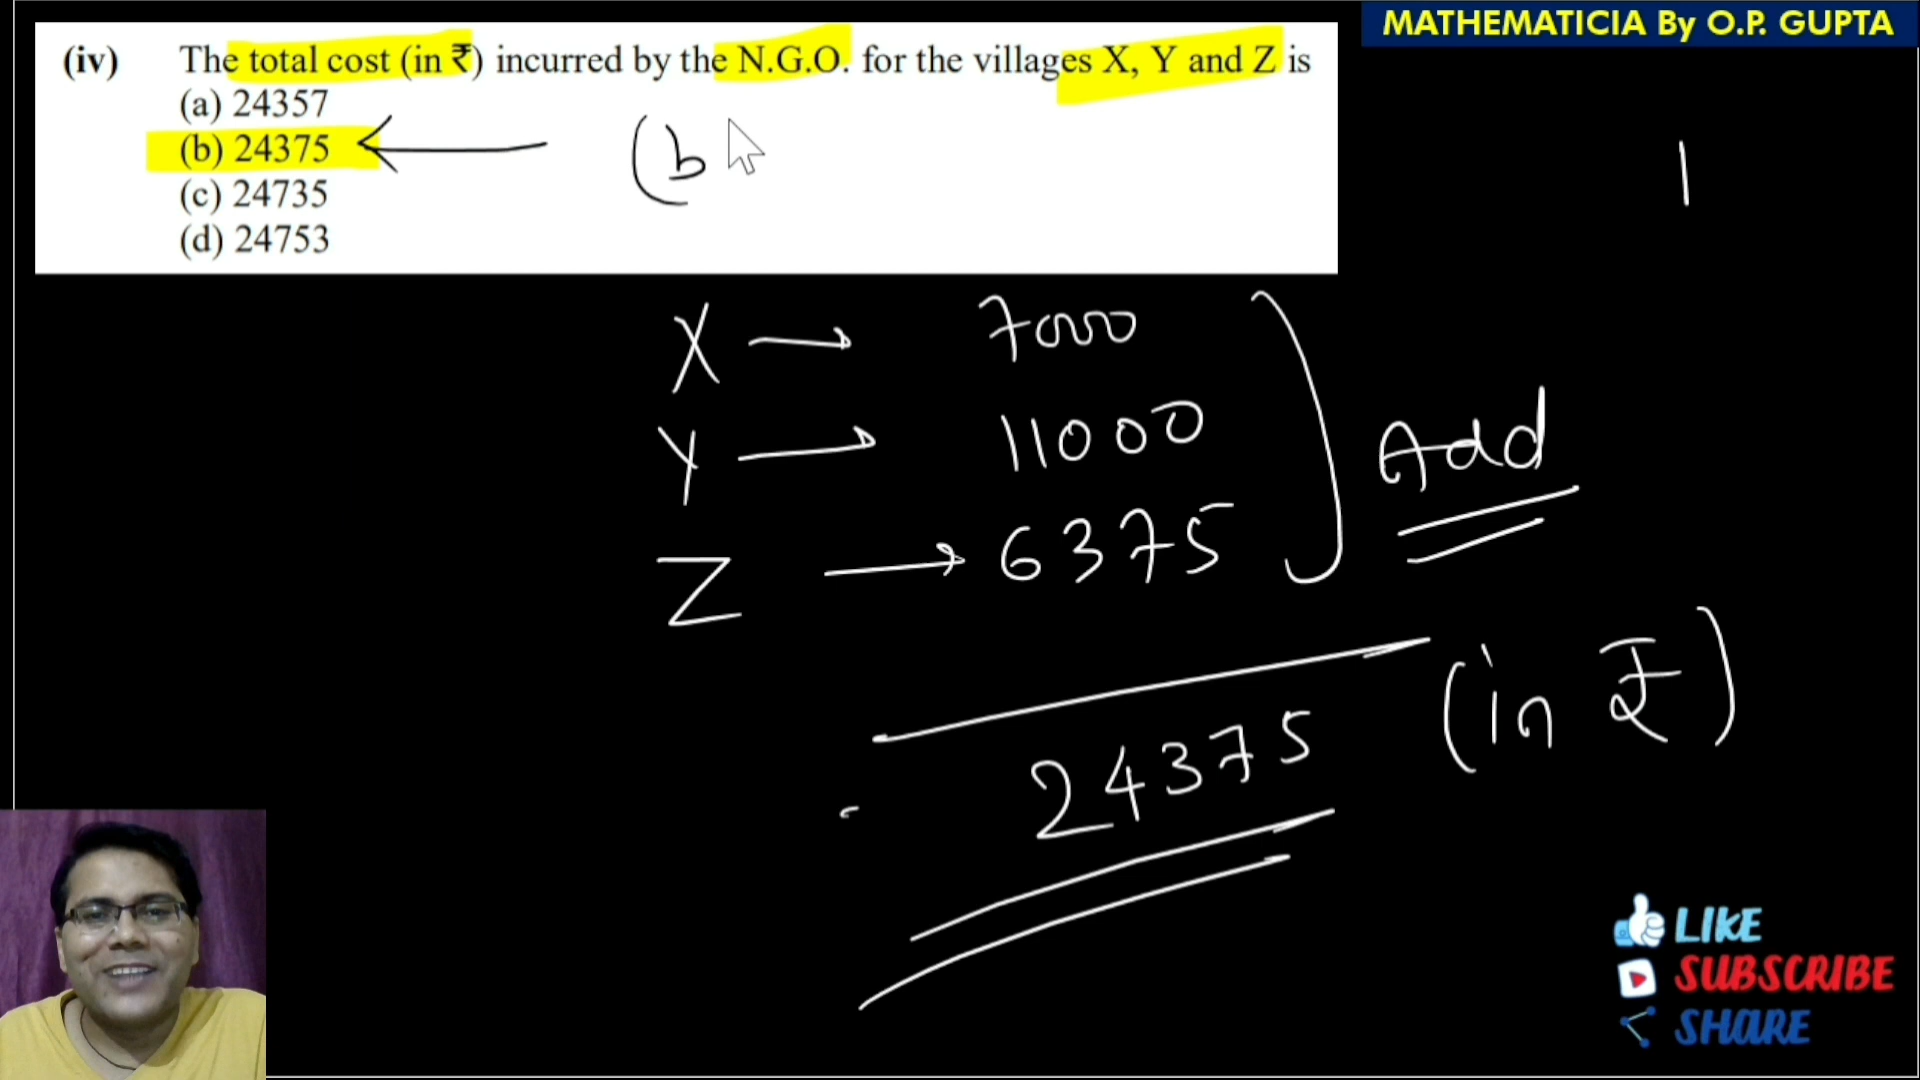 MATHEMATICIA By O.P. GUPTA
(iv) The total cost (in ₹) incurred by the N.G.O. for the villages X, Y and Z is
(a) 24357
(b) 24375
(c) 24735
(d) 24753
(b
1
X → 7000
Y → 11000
Z → 6375
Add
24375 (in ₹)
LIKE
SUBSCRIBE
SHARE